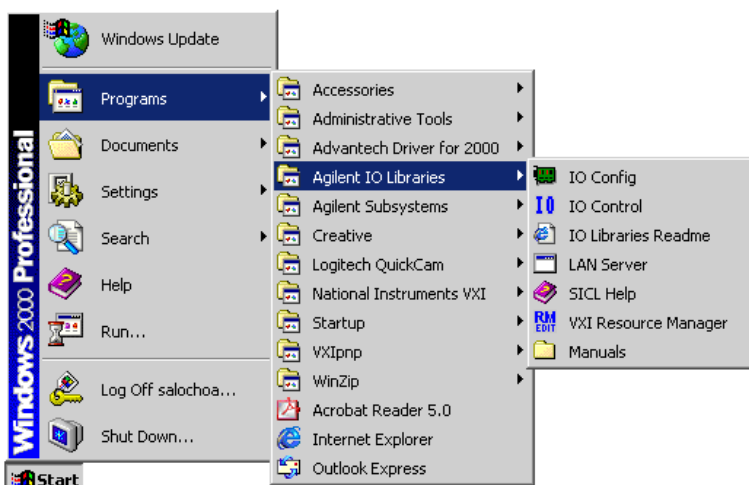 Windows 2000 Professional
Windows Update
Programs
Documents
Settings
Search
Help
Run...
Log Off salochoa...
Shut Down...
Start
Accessories
Administrative Tools
Advantech Driver for 2000
Agilent IO Libraries
Agilent Subsystems
Creative
Logitech QuickCam
National Instruments VXI
Startup
VXIpnp
WinZip
Acrobat Reader 5.0
Internet Explorer
Outlook Express
IO Config
IO
IO Control
IO Libraries Readme
LAN Server
SICL Help
RM
EDIT
VXI Resource Manager
Manuals